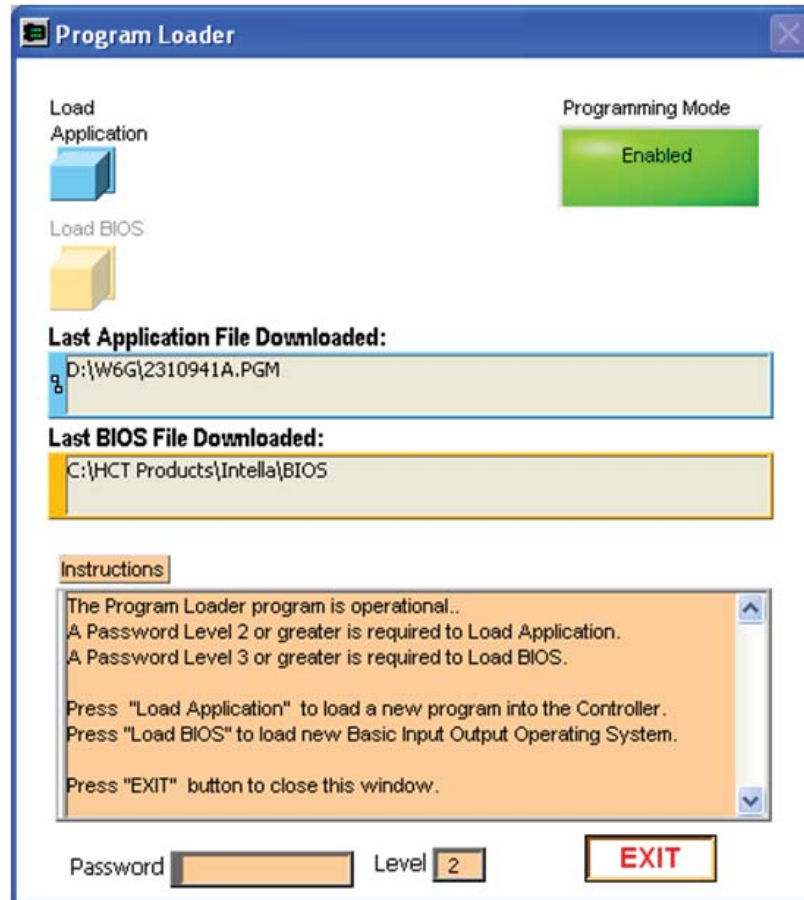 Program Loader
Load
Application
Programming Mode
Enabled
Load BIOS
Last Application File Downloaded:
D:\W6G\2310941A.PGM
Last BIOS File Downloaded:
C:\HCT Products\Intella\BIOS
Instructions
The Program Loader program is operational..
A Password Level 2 or greater is required to Load Application.
A Password Level 3 or greater is required to Load BIOS.
Press "Load Application" to load a new program into the Controller.
Press "Load BIOS" to load new Basic Input Output Operating System.
Press "EXIT" button to close this window.
Password
Level 2
EXIT